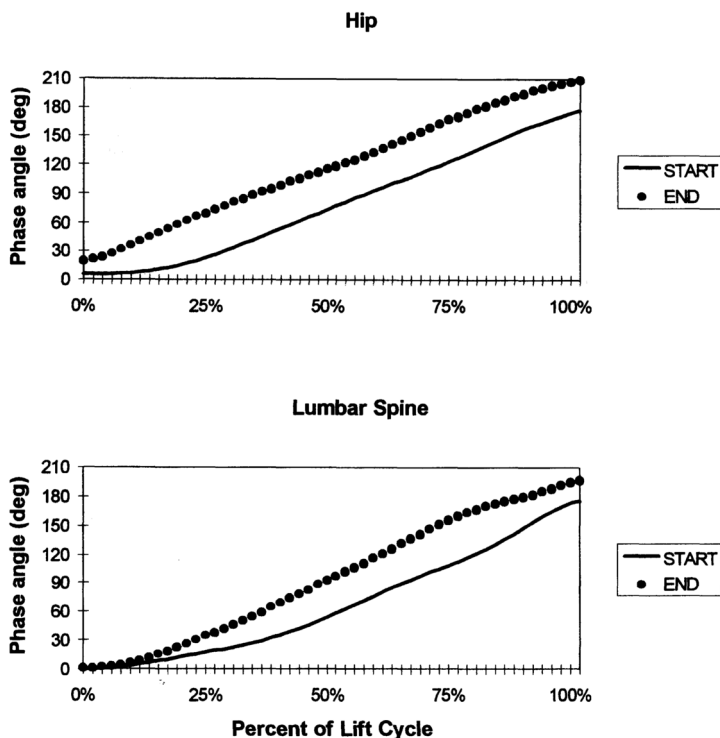 Hip
Phase angle (deg)
210
180
150
120
90
60
30
0
0% 25% 50% 75% 100%
START
END
Lumbar Spine
Phase angle (deg)
210
180
150
120
90
60
30
0
0% 25% 50% 75% 100%
START
END
Percent of Lift Cycle